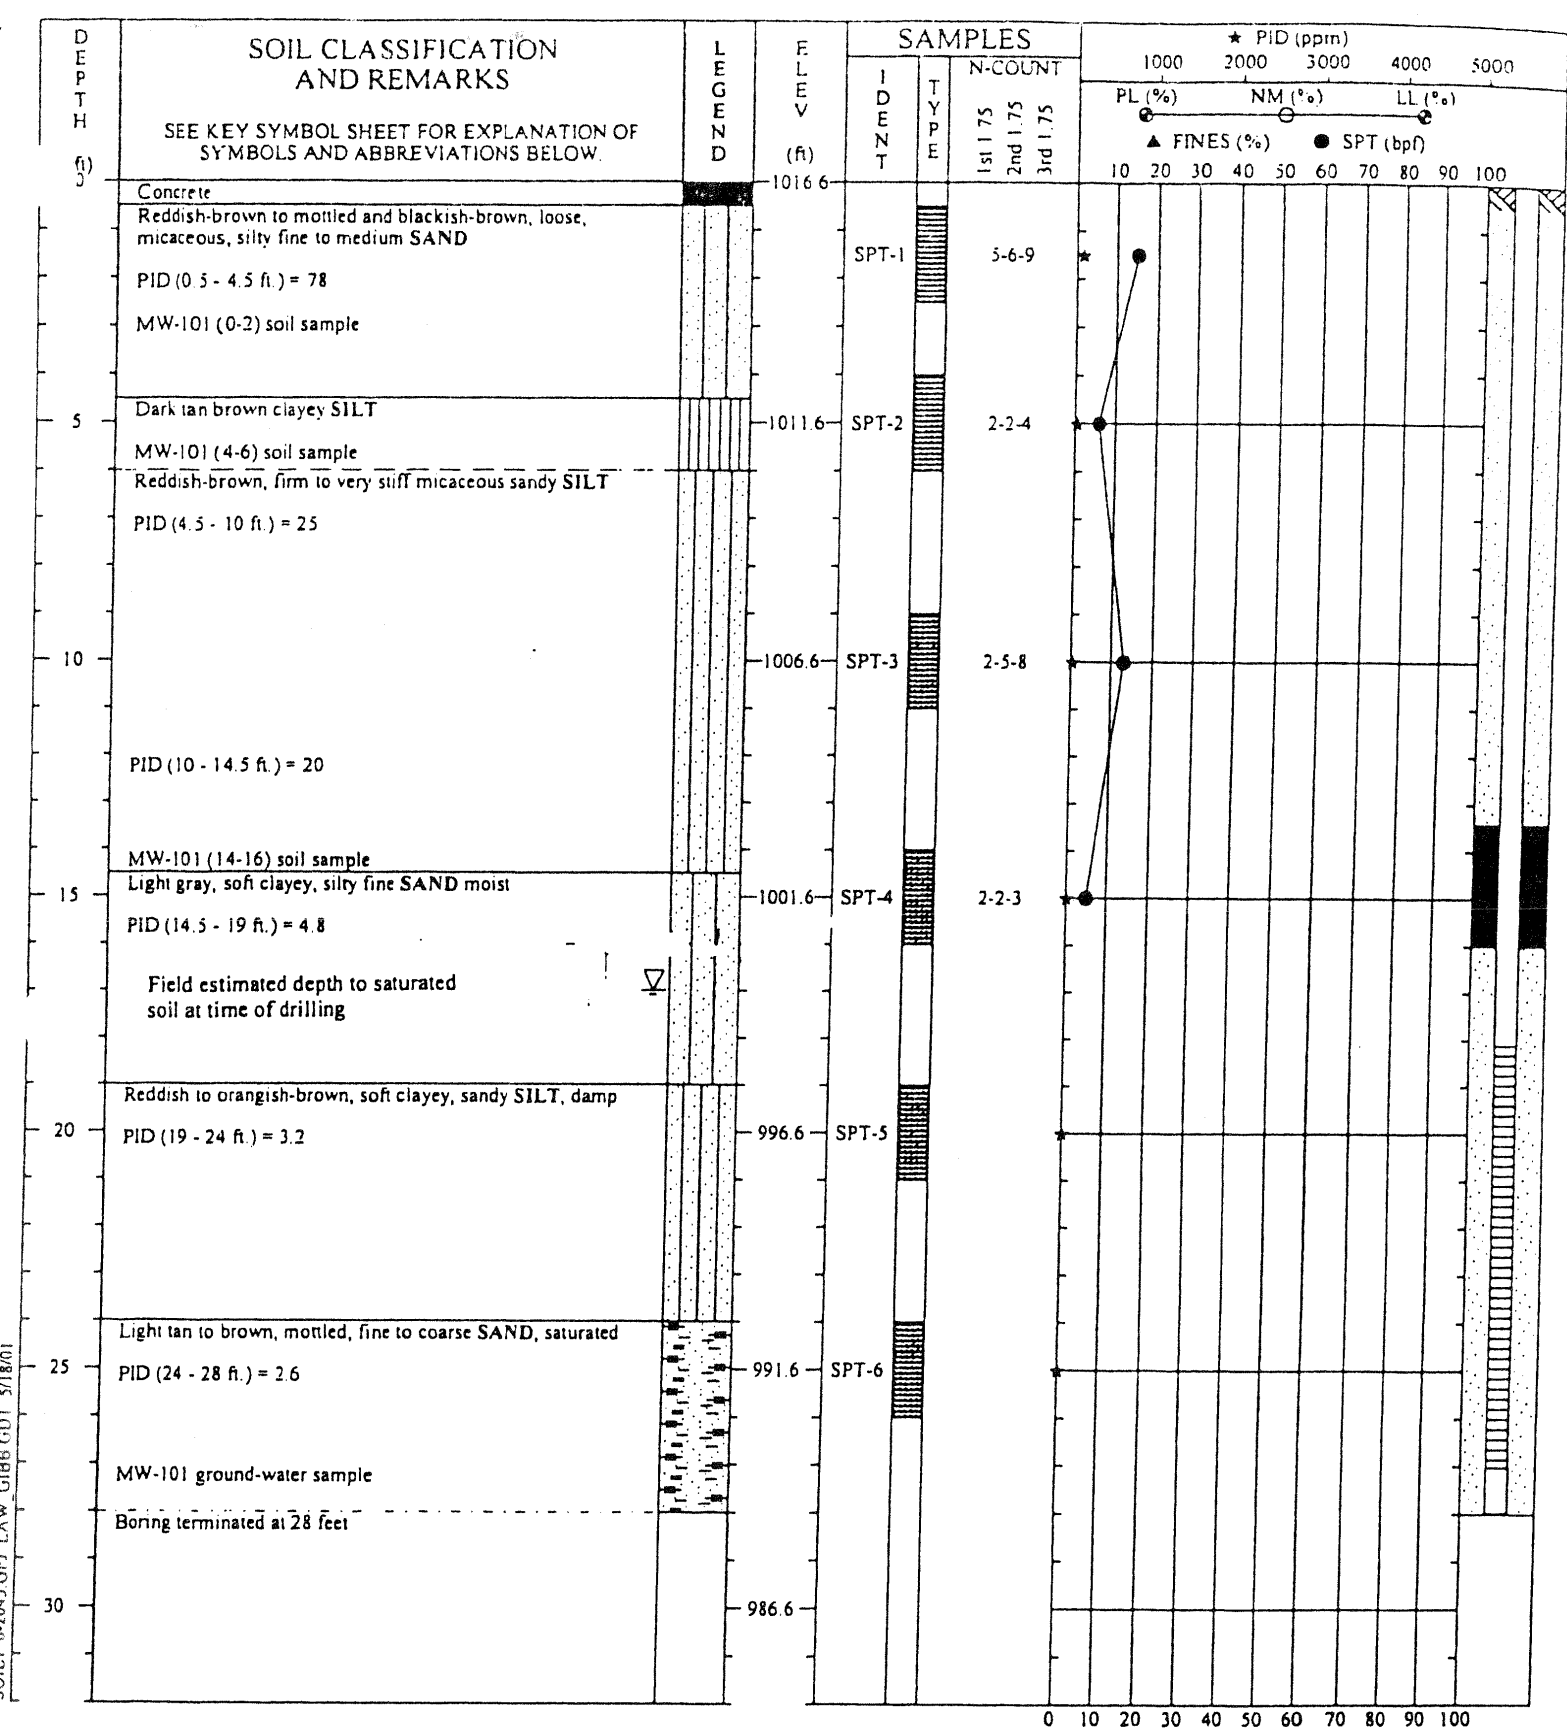 DEPTH
(ft)
SOIL CLASSIFICATION
AND REMARKS
SEE KEY SYMBOL SHEET FOR EXPLANATION OF
SYMBOLS AND ABBREVIATIONS BELOW.
LEGEND
ELEV
(ft)
SAMPLES
IDENT
TYPE
N-COUNT
1st 1.75
2nd 1.75
3rd 1.75
★ PID (ppm)
1000 2000 3000 4000 5000
PL (%) NM (%) LL (%)
▲ FINES (%) ● SPT (bpf)
10 20 30 40 50 60 70 80 90 100
0
1016.6
Concrete
Reddish-brown to mottled and blackish-brown, loose,
micaceous, silty fine to medium SAND
SPT-1 5-6-9
PID (0.5 - 4.5 ft.) = 78
MW-101 (0-2) soil sample
Dark tan brown clayey SILT
5 1011.6 SPT-2 2-2-4
MW-101 (4-6) soil sample
Reddish-brown, firm to very stiff micaceous sandy SILT
PID (4.5 - 10 ft.) = 25
10 1006.6 SPT-3 2-5-8
PID (10 - 14.5 ft.) = 20
MW-101 (14-16) soil sample
Light gray, soft clayey, silty fine SAND moist
15 1001.6 SPT-4 2-2-3
PID (14.5 - 19 ft.) = 4.8
Field estimated depth to saturated
soil at time of drilling
Reddish to orangish-brown, soft clayey, sandy SILT, damp
20 PID (19 - 24 ft.) = 3.2 996.6 SPT-5
Light tan to brown, mottled, fine to coarse SAND, saturated
25 PID (24 - 28 ft.) = 2.6 991.6 SPT-6
MW-101 ground-water sample
Boring terminated at 28 feet
30 986.6
0 10 20 30 40 50 60 70 80 90 100
LAW_GIBB.GDT 5/18/01